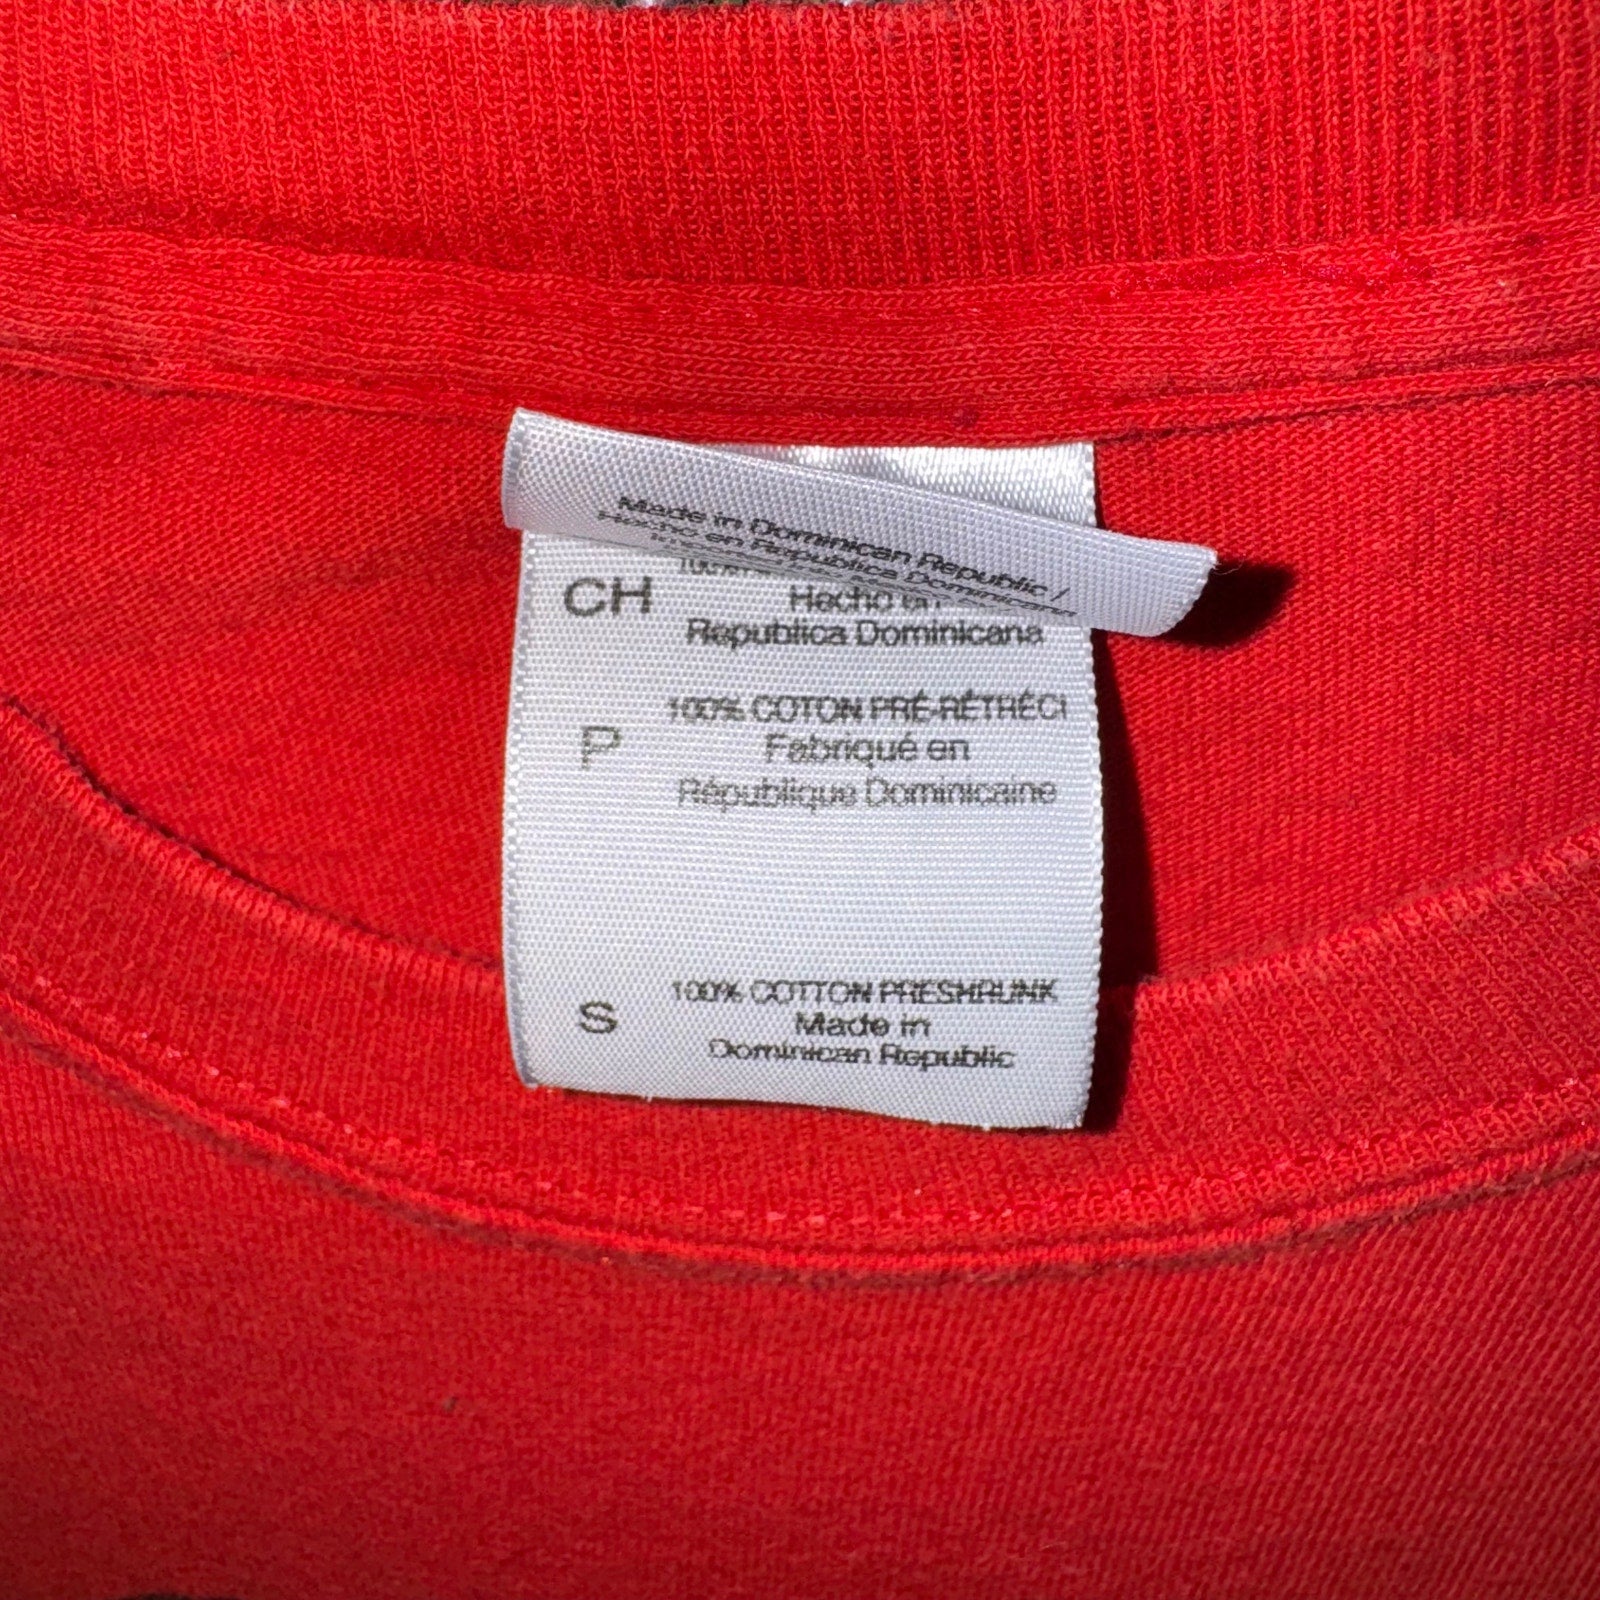 Made in Dominican Republic /
Hecho en Republica Dominicana
CH
100%
Hecho en
Republica Dominicana
P
100% COTON PRÉ-RÉTRÉCI
Fabriqué en
République Dominicaine
S
100% COTTON PRESHRUNK
Made in
Dominican Republic